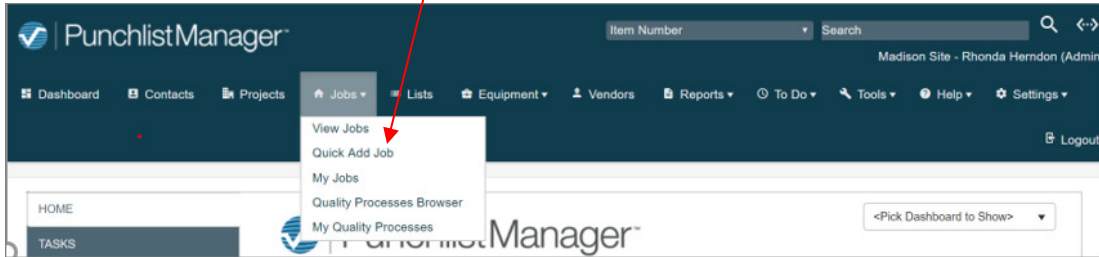 PunchlistManager™
Item Number
Search
Madison Site - Rhonda Herndon (Admin
Dashboard Contacts Projects Jobs Lists Equipment Vendors Reports To Do Tools Help Settings
Logout
View Jobs
Quick Add Job
My Jobs
Quality Processes Browser
My Quality Processes
HOME
TASKS
<Pick Dashboard to Show>
PunchlistManager™